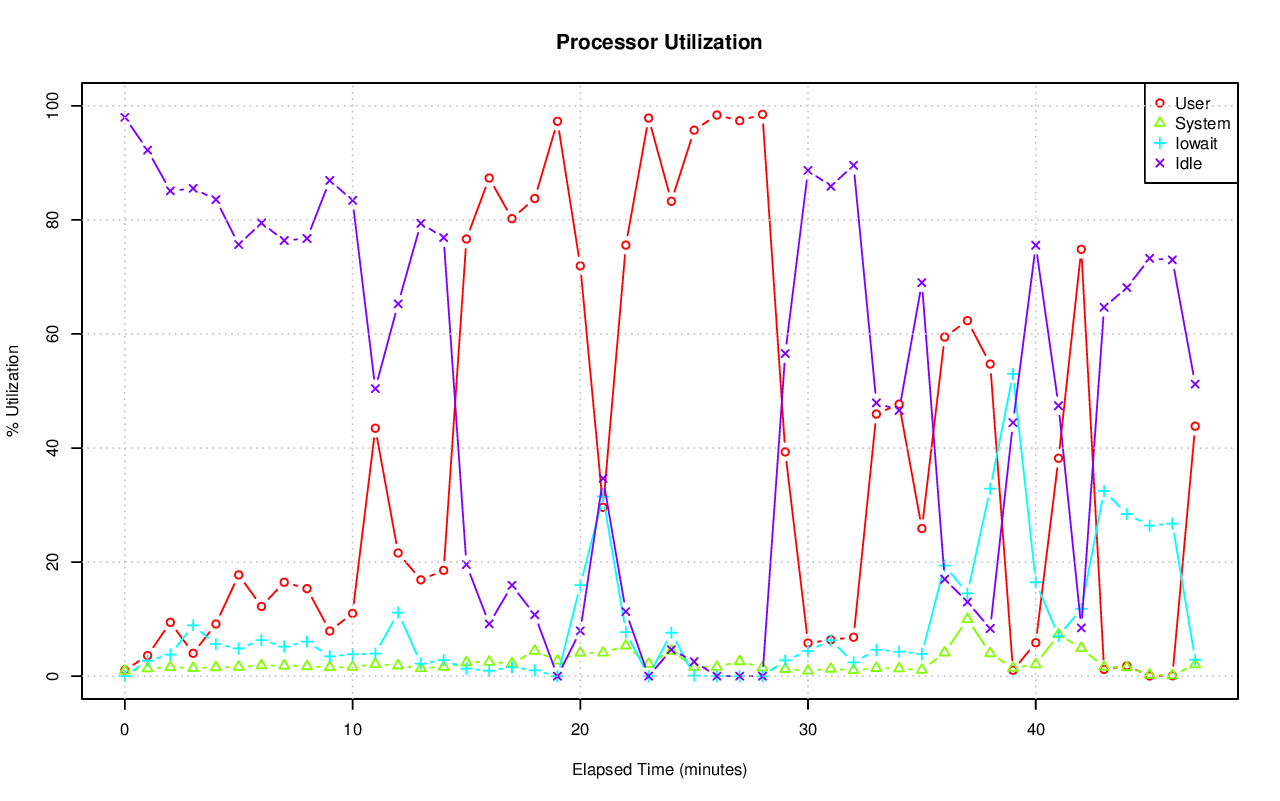 Processor Utilization
User
System
Iowait
Idle
% Utilization
100
80
60
40
20
0
0 10 20 30 40
Elapsed Time (minutes)